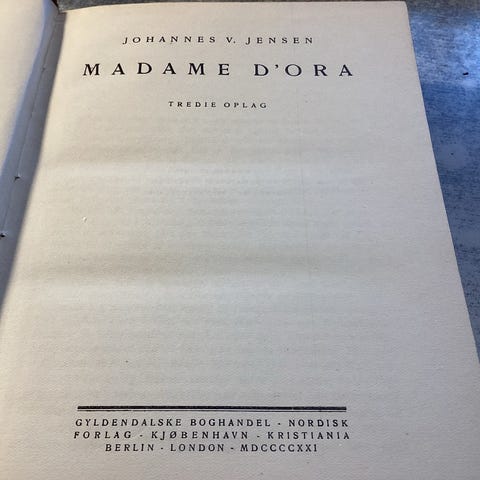 JOHANNES V. JENSEN
MADAME D'ORA
TREDIE OPLAG
GYLDENDALSKE BOGHANDEL - NORDISK
FORLAG - KJØBENHAVN - KRISTIANIA
BERLIN - LONDON - MDCCCCXXI